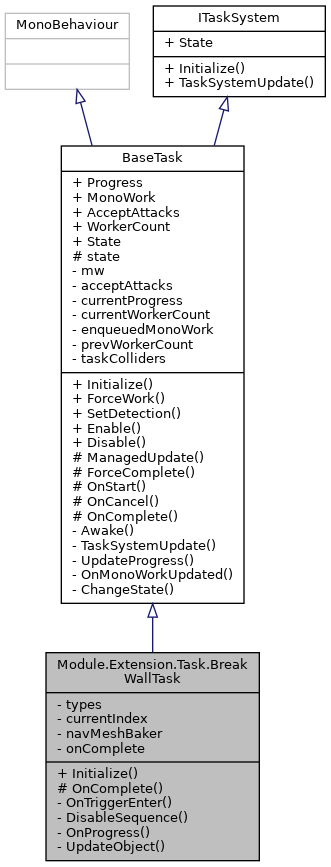 MonoBehaviour
ITaskSystem
+ State
+ Initialize()
+ TaskSystemUpdate()
BaseTask
+ Progress
+ MonoWork
+ AcceptAttacks
+ WorkerCount
+ State
# state
- mw
- acceptAttacks
- currentProgress
- currentWorkerCount
- enqueuedMonoWork
- prevWorkerCount
- taskColliders
+ Initialize()
+ ForceWork()
+ SetDetection()
+ Enable()
+ Disable()
# ManagedUpdate()
# ForceComplete()
# OnStart()
# OnCancel()
# OnComplete()
- Awake()
- TaskSystemUpdate()
- UpdateProgress()
- OnMonoWorkUpdated()
- ChangeState()
Module.Extension.Task.Break
WallTask
- types
- currentIndex
- navMeshBaker
- onComplete
+ Initialize()
# OnComplete()
- OnTriggerEnter()
- DisableSequence()
- OnProgress()
- UpdateObject()